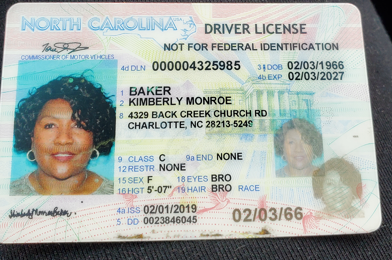 NORTH CAROLINA
DRIVER LICENSE
COMMISSIONER OF MOTOR VEHICLES
NOT FOR FEDERAL IDENTIFICATION
4d DN 000004325985
3 DOB 02/03/1966
4b EXP 02/03/2027
1 BAKER
2 KIMBERLY MONROE
8 4329 BACK CREEK CHURCH RD
CHARLOTTE, NC 28213-5249
9 CLASS C 9a END NONE
12 RESTR NONE
15 SEX F 18 EYES BRO
16 HGT 5'-07" 19 HAIR BRO RACE
4a ISS 02/01/2019
5 DD 0023846045
02/03/66